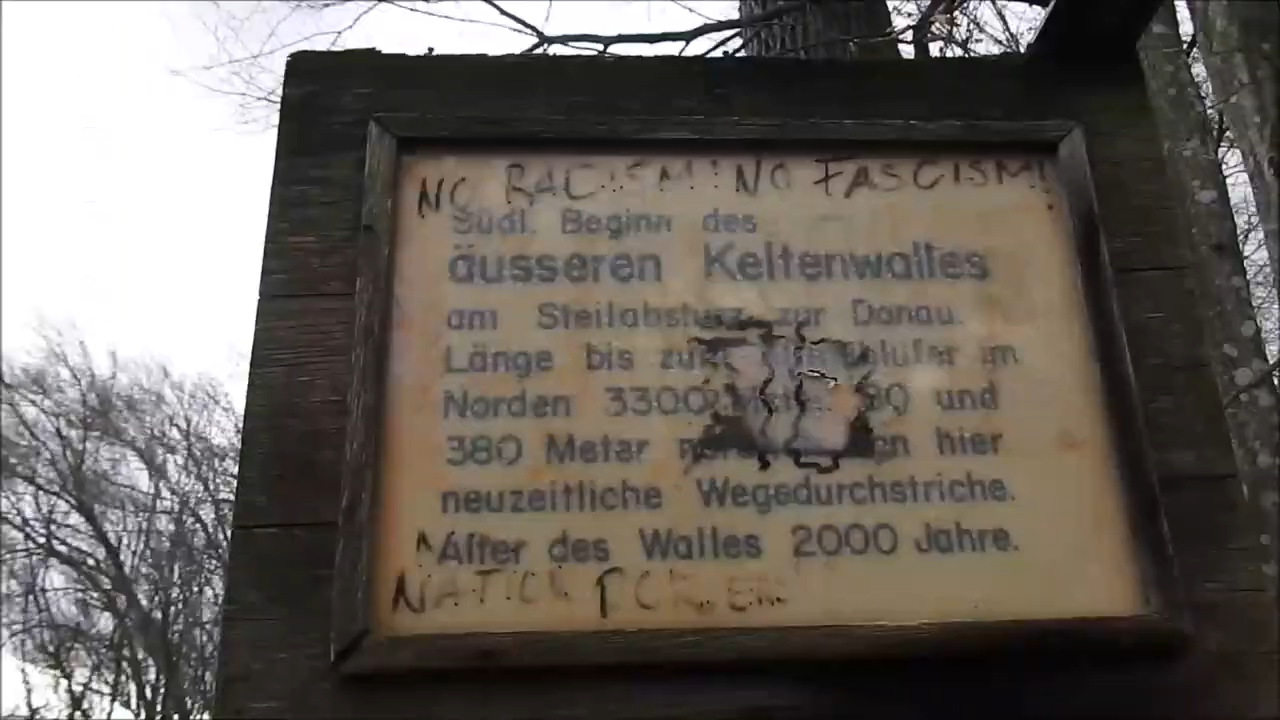 NO RACISM! NO FASCISM!
Südl. Beginn des
äusseren Keltenwalles
am Steilabsturz zur Donau.
Länge bis zum im
Norden 3300 und
380 Meter hier
neuzeitliche Wegedurchstriche.
Alter des Walles 2000 Jahre.